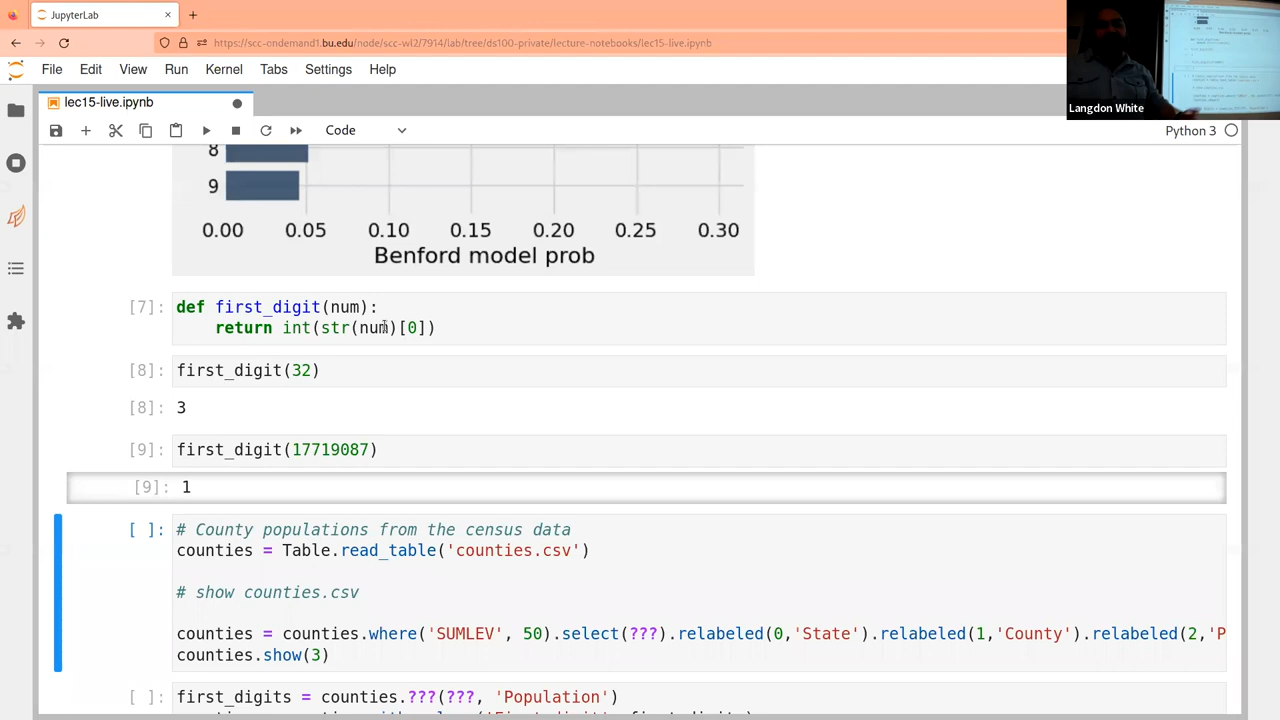 JupyterLab
https://scc-ondemand1.bu.edu/node/scc-wl2/7914/lab/tree/ds100-private/lecture-notebooks/lec15-live.ipynb
File Edit View Run Kernel Tabs Settings Help
Langdon White
lec15-live.ipynb
Code
Python 3
8
9
0.00 0.05 0.10 0.15 0.20 0.25 0.30
Benford model prob
[7]: def first_digit(num):
return int(str(num)[0])
[8]: first_digit(32)
[8]: 3
[9]: first_digit(17719087)
[9]: 1
[ ]: # County populations from the census data
counties = Table.read_table('counties.csv')
# show counties.csv
counties = counties.where('SUMLEV', 50).select(???).relabeled(0,'State').relabeled(1,'County').relabeled(2,'P
counties.show(3)
[ ]: first_digits = counties.???(???, 'Population')